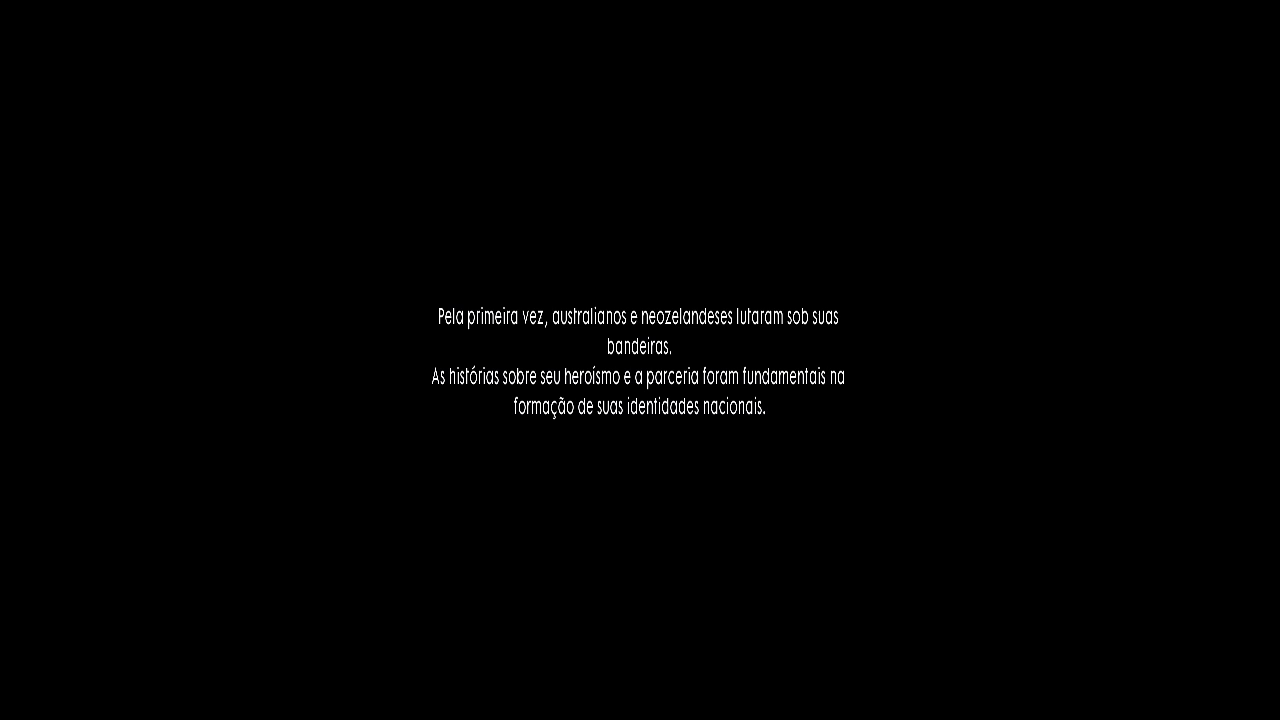 Pela primeira vez, australianos e neozelandeses lutaram sob suas
bandeiras.
As histórias sobre seu heroísmo e a parceria foram fundamentais na
formação de suas identidades nacionais.